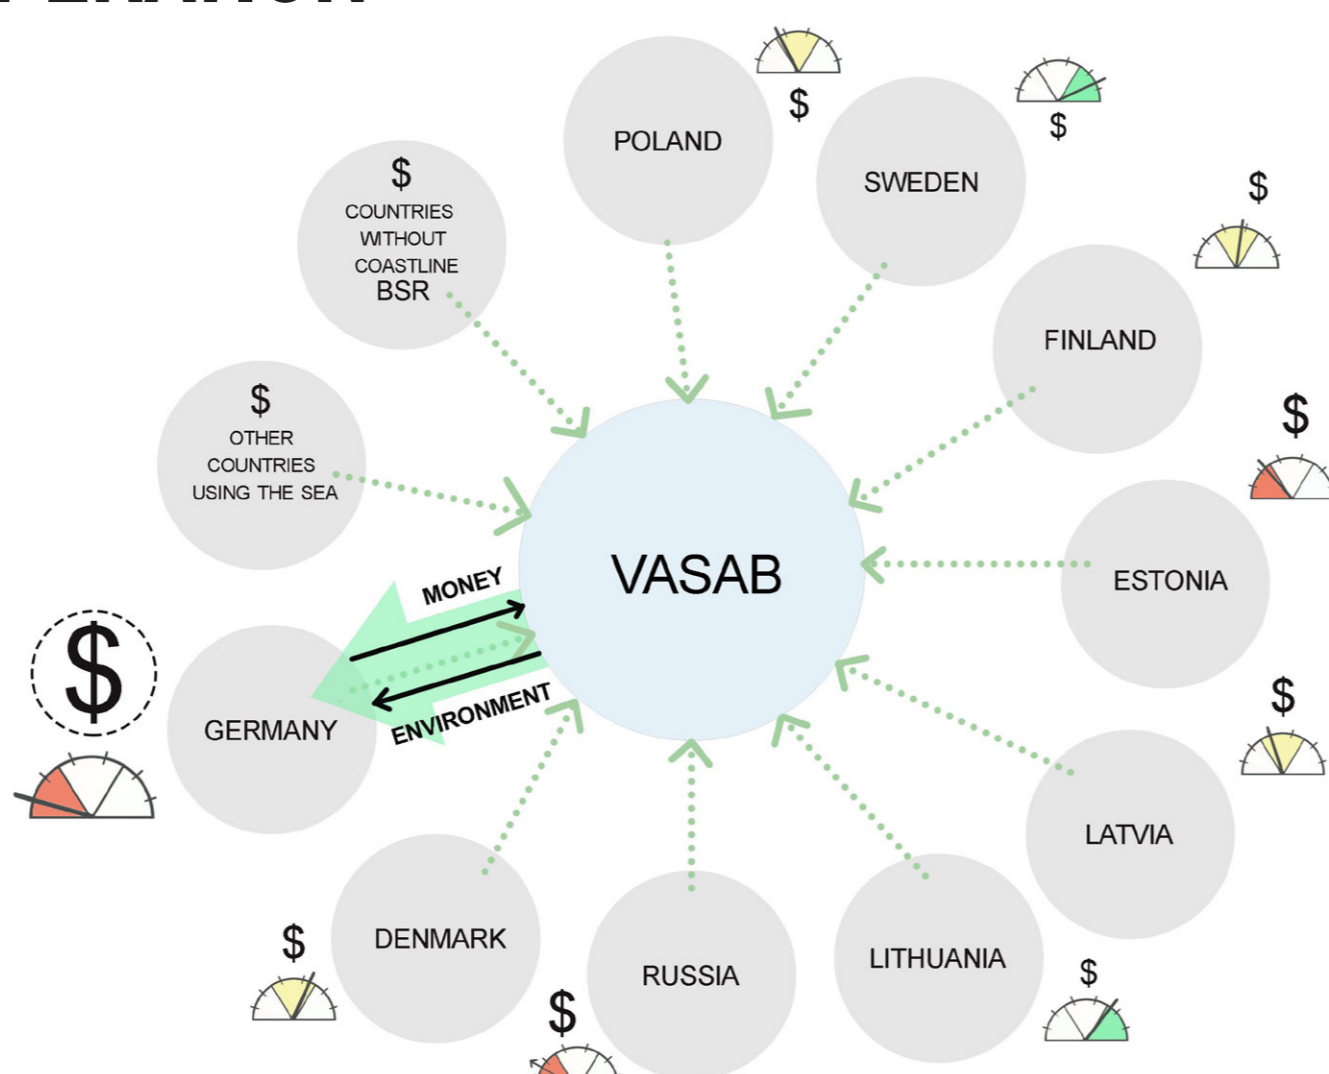 $
POLAND
$
SWEDEN
$
$
COUNTRIES
WITHOUT
COASTLINE
BSR
$
FINLAND
$
OTHER
COUNTRIES
USING THE SEA
$
ESTONIA
VASAB
MONEY
ENVIRONMENT
$
GERMANY
$
LATVIA
$
DENMARK
$
RUSSIA
LITHUANIA
$